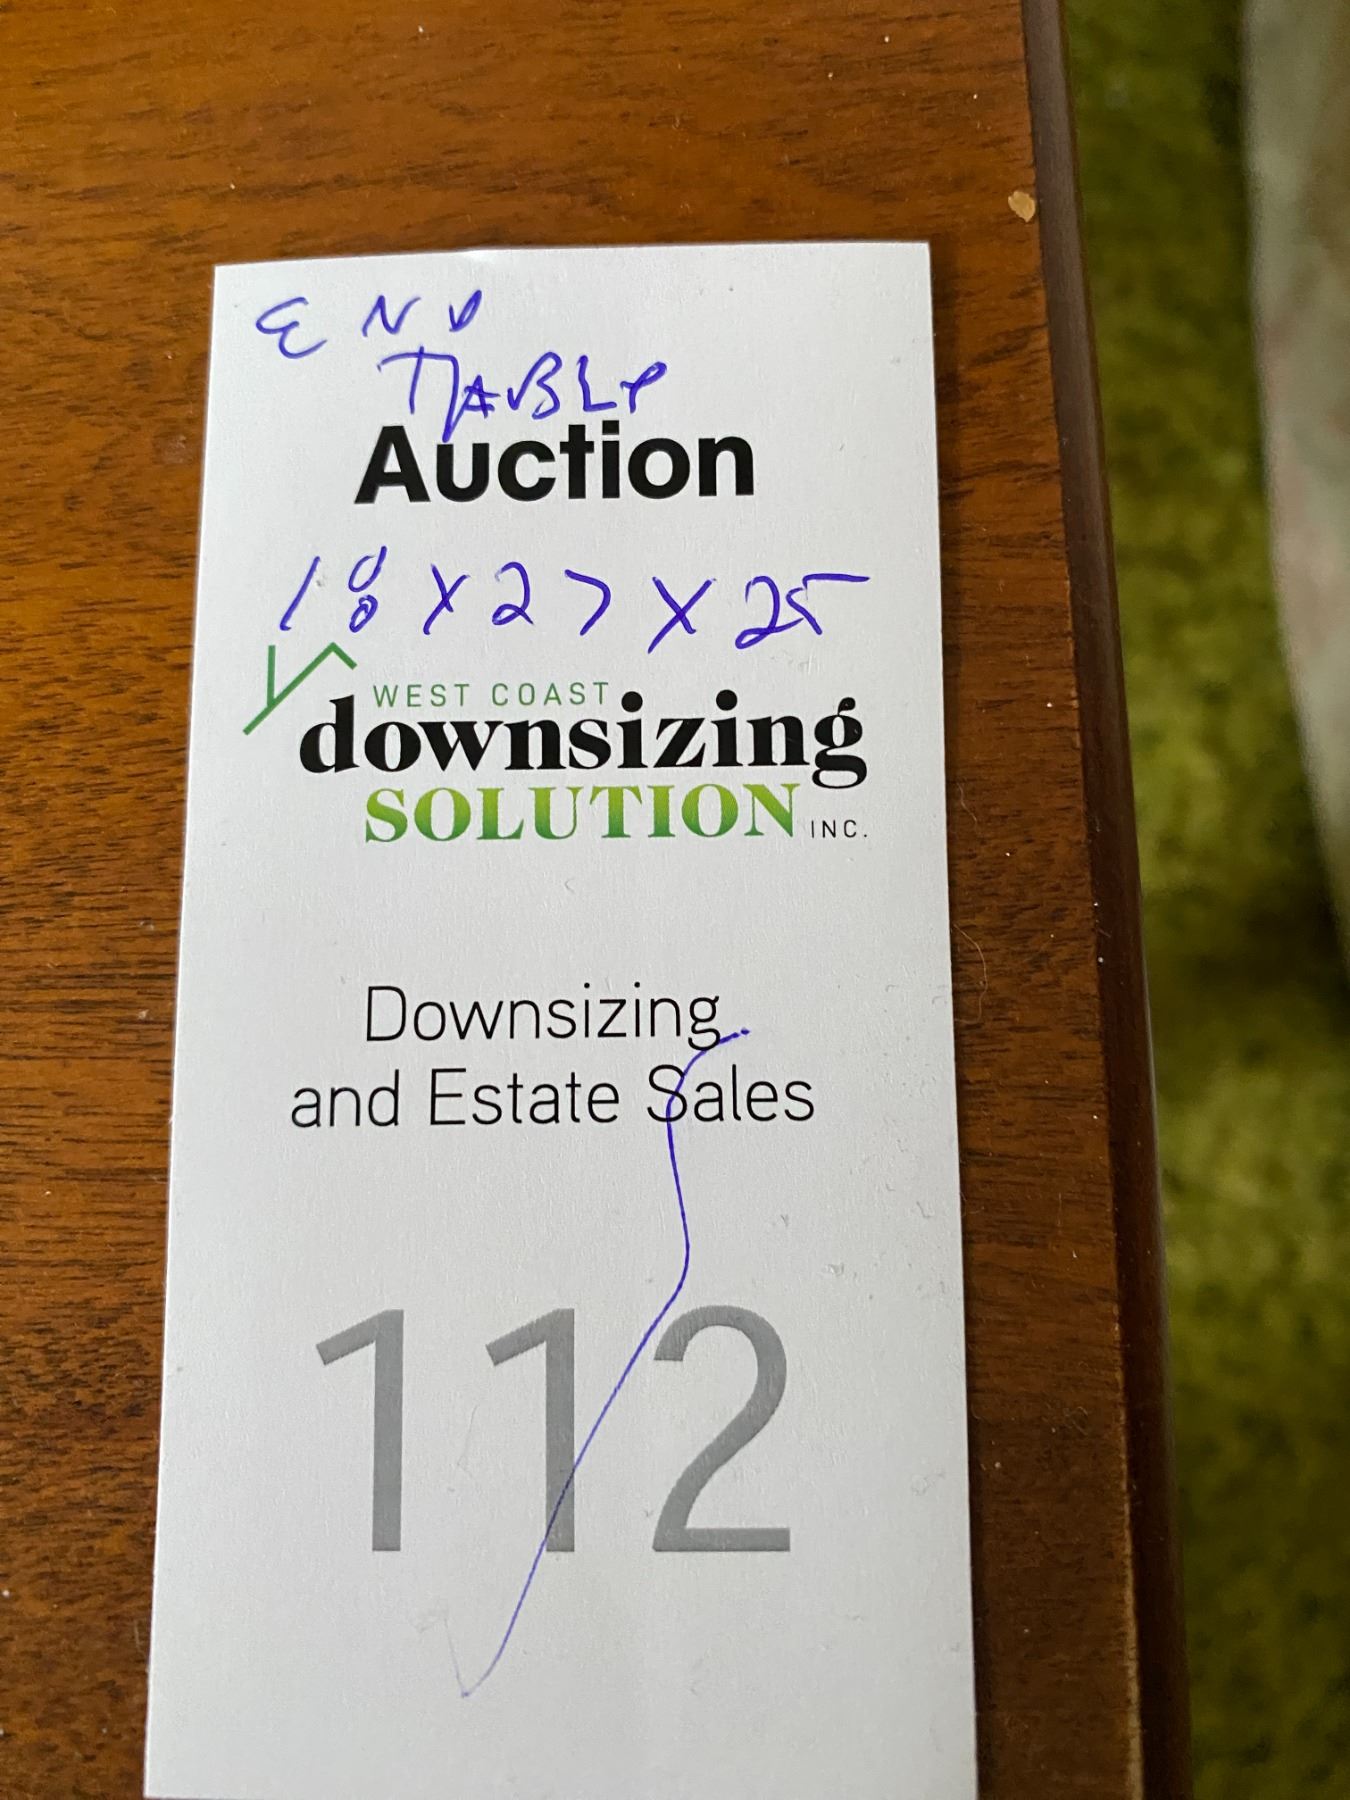 END
TABLE
Auction
18 x 27 x 25
WEST COAST
downsizing
SOLUTION INC.
Downsizing
and Estate Sales
112